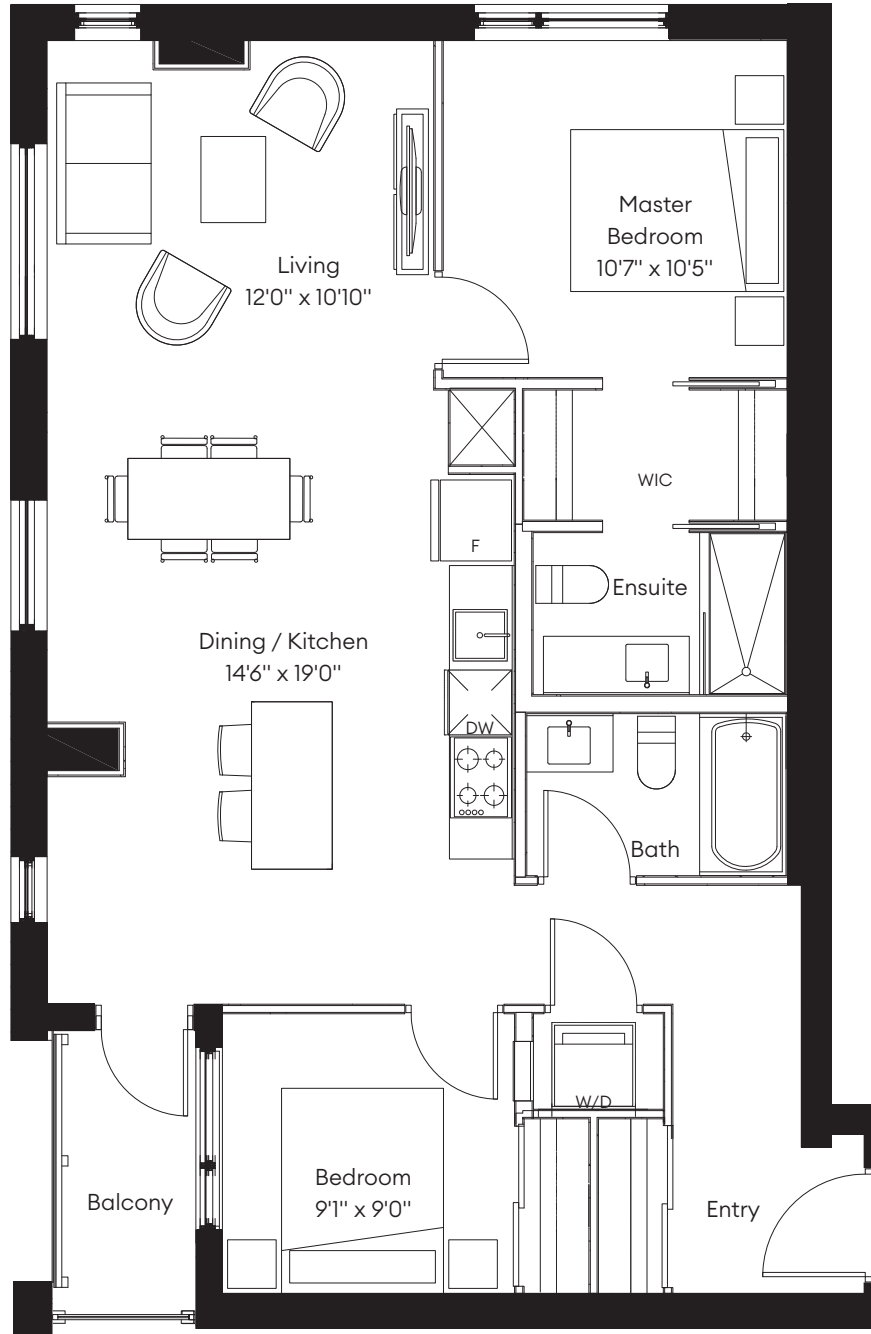 Master
Bedroom
10'7" x 10'5"
Living
12'0" x 10'10"
WIC
F
Ensuite
Dining / Kitchen
14'6" x 19'0"
DW
Bath
W/D
Bedroom
9'1" x 9'0"
Balcony
Entry